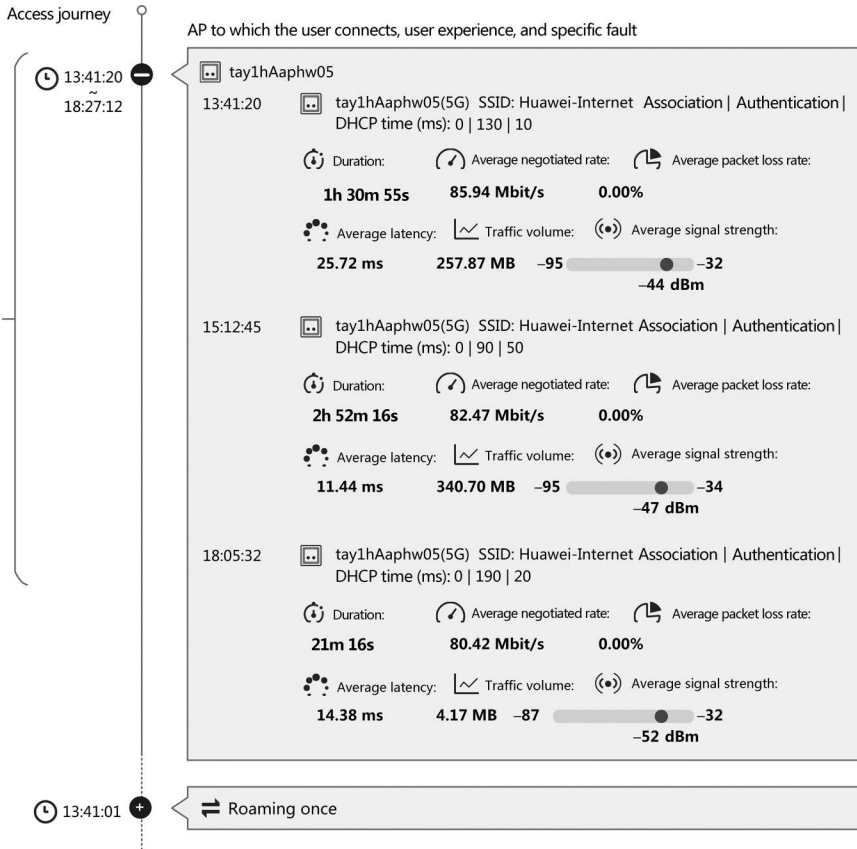 Access journey
AP to which the user connects, user experience, and specific fault
13:41:20
~
18:27:12
tay1hAaphw05
13:41:20
tay1hAaphw05(5G) SSID: Huawei-Internet Association | Authentication |
DHCP time (ms): 0 | 130 | 10
Duration: Average negotiated rate: Average packet loss rate:
1h 30m 55s 85.94 Mbit/s 0.00%
Average latency: Traffic volume: Average signal strength:
25.72 ms 257.87 MB –95 –32
–44 dBm
15:12:45
tay1hAaphw05(5G) SSID: Huawei-Internet Association | Authentication |
DHCP time (ms): 0 | 90 | 50
Duration: Average negotiated rate: Average packet loss rate:
2h 52m 16s 82.47 Mbit/s 0.00%
Average latency: Traffic volume: Average signal strength:
11.44 ms 340.70 MB –95 –34
–47 dBm
18:05:32
tay1hAaphw05(5G) SSID: Huawei-Internet Association | Authentication |
DHCP time (ms): 0 | 190 | 20
Duration: Average negotiated rate: Average packet loss rate:
21m 16s 80.42 Mbit/s 0.00%
Average latency: Traffic volume: Average signal strength:
14.38 ms 4.17 MB –87 –32
–52 dBm
13:41:01
Roaming once